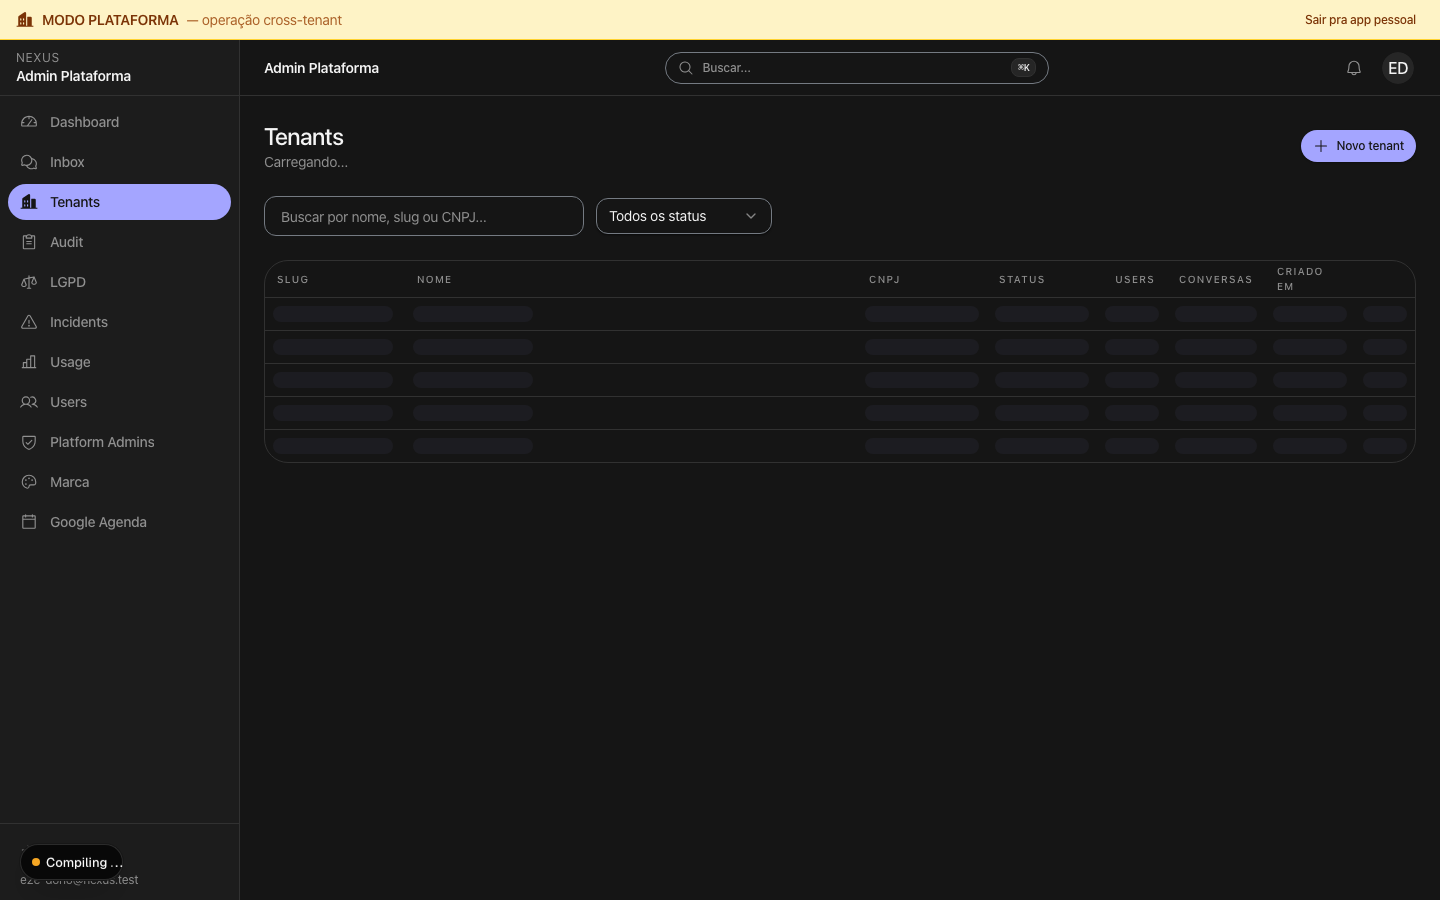 MODO PLATAFORMA — operação cross-tenant
Sair pra app pessoal
NEXUS
Admin Plataforma
Admin Plataforma
Buscar...
⌘K
ED
Dashboard
Inbox
Tenants
Audit
LGPD
Incidents
Usage
Users
Platform Admins
Marca
Google Agenda
Tenants
Carregando...
Novo tenant
Buscar por nome, slug ou CNPJ...
Todos os status
SLUG
NOME
CNPJ
STATUS
USERS
CONVERSAS
CRIADO
EM
Compiling ...